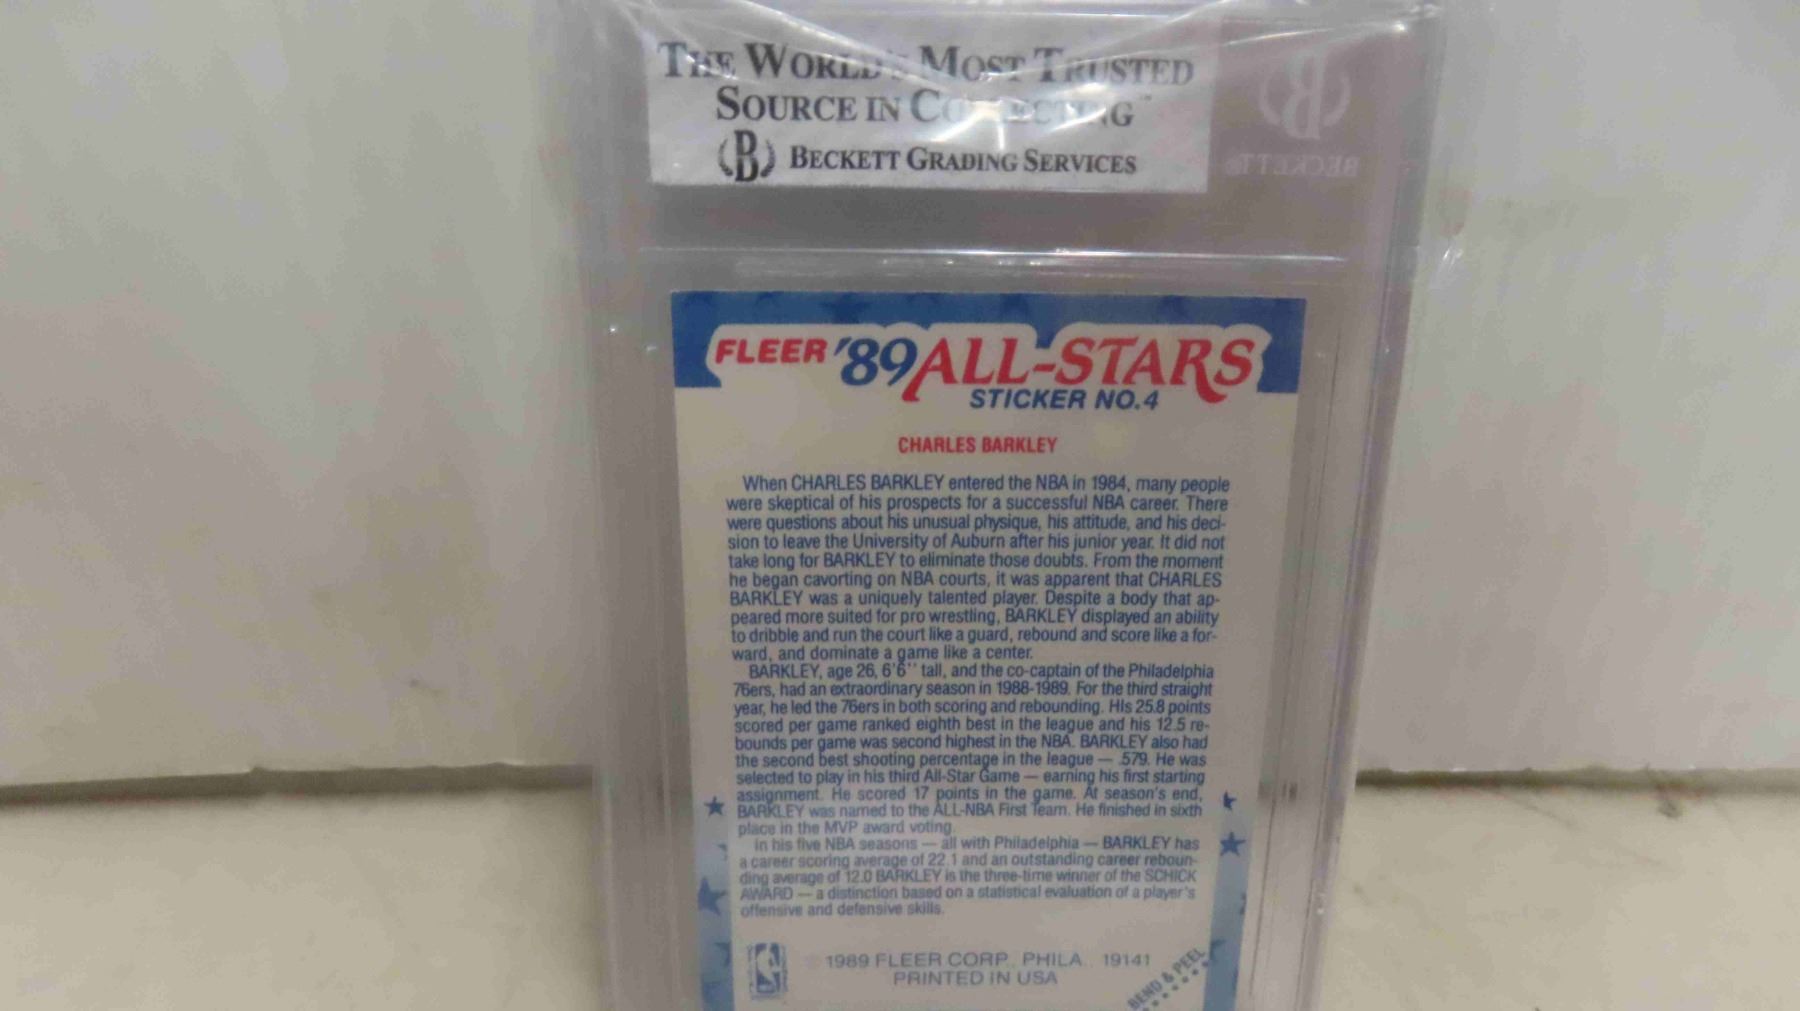 THE WORLD'S MOST TRUSTED
SOURCE IN COLLECTING™
BECKETT GRADING SERVICES
BECKETT
FLEER '89 ALL-STARS
STICKER NO.4
CHARLES BARKLEY
When CHARLES BARKLEY entered the NBA in 1984, many people
were skeptical of his prospects for a successful NBA career. There
were questions about his unusual physique, his attitude, and his deci-
sion to leave the University of Auburn after his junior year. It did not
take long for BARKLEY to eliminate those doubts. From the moment
he began cavorting on NBA courts, it was apparent that CHARLES
BARKLEY was a uniquely talented player. Despite a body that ap-
peared more suited for pro wrestling, BARKLEY displayed an ability
to dribble and run the court like a guard, rebound and score like a for-
ward, and dominate a game like a center.
BARKLEY, age 26, 6'6'' tall, and the co-captain of the Philadelphia
76ers, had an extraordinary season in 1988-1989. For the third straight
year, he led the 76ers in both scoring and rebounding. HIs 25.8 points
scored per game ranked eighth best in the league and his 12.5 re-
bounds per game was second highest in the NBA. BARKLEY also had
the second best shooting percentage in the league — .579. He was
selected to play in his third All-Star Game — earning his first starting
assignment. He scored 17 points in the game. At season's end,
BARKLEY was named to the ALL-NBA First Team. He finished in sixth
place in the MVP award voting.
In his five NBA seasons — all with Philadelphia — BARKLEY has
a career scoring average of 22.1 and an outstanding career reboun-
ding average of 12.0 BARKLEY is the three-time winner of the SCHICK
AWARD — a distinction based on a statistical evaluation of a player's
offensive and defensive skills.
© 1989 FLEER CORP., PHILA., 19141
PRINTED IN USA
BEND & PEEL